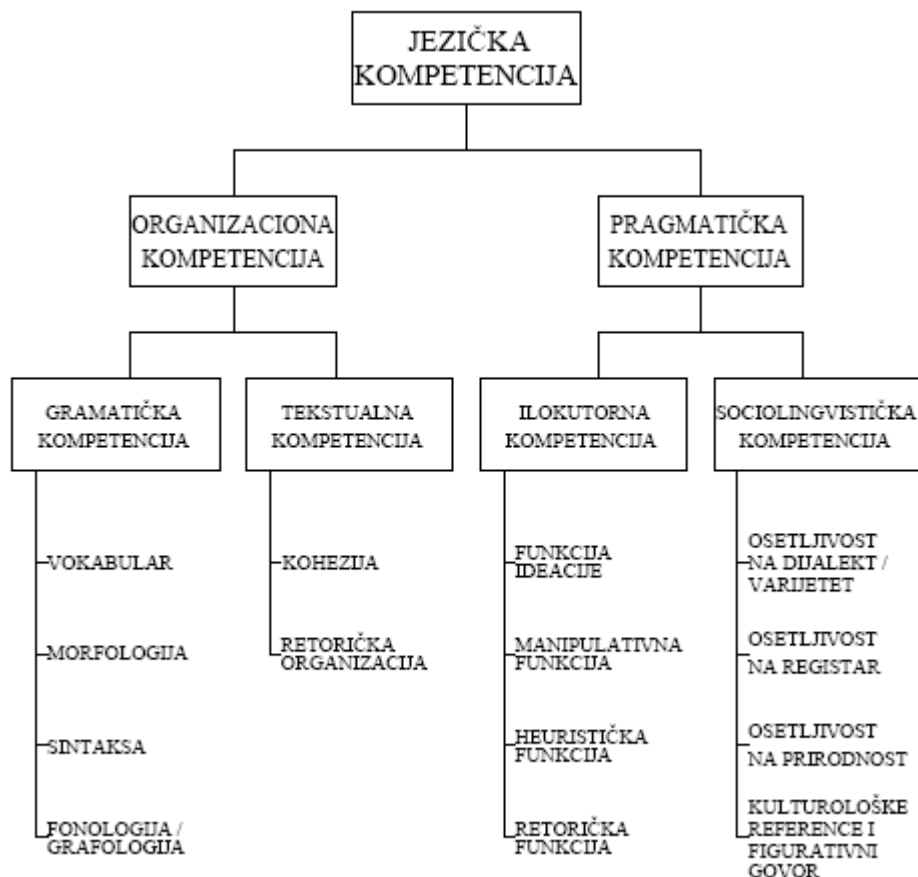 JEZIČKA
KOMPETENCIJA
ORGANIZACIONA
KOMPETENCIJA
PRAGMATIČKA
KOMPETENCIJA
GRAMATIČKA
KOMPETENCIJA
TEKSTUALNA
KOMPETENCIJA
ILOKUTORNA
KOMPETENCIJA
SOCIOLINGVISTIČKA
KOMPETENCIJA
VOKABULAR
MORFOLOGIJA
SINTAKSA
FONOLOGIJA /
GRAFOLOGIJA
KOHEZIJA
RETORIČKA
ORGANIZACIJA
FUNKCIJA
IDEACIJE
MANIPULATIVNA
FUNKCIJA
HEURISTIČKA
FUNKCIJA
RETORIČKA
FUNKCIJA
OSETLJIVOST
NA DIJALEKT /
VARIJETET
OSETLJIVOST
NA REGISTAR
OSETLJIVOST
NA PRIRODNOST
KULTUROLOŠKE
REFERENCE I
FIGURATIVNI
GOVOR